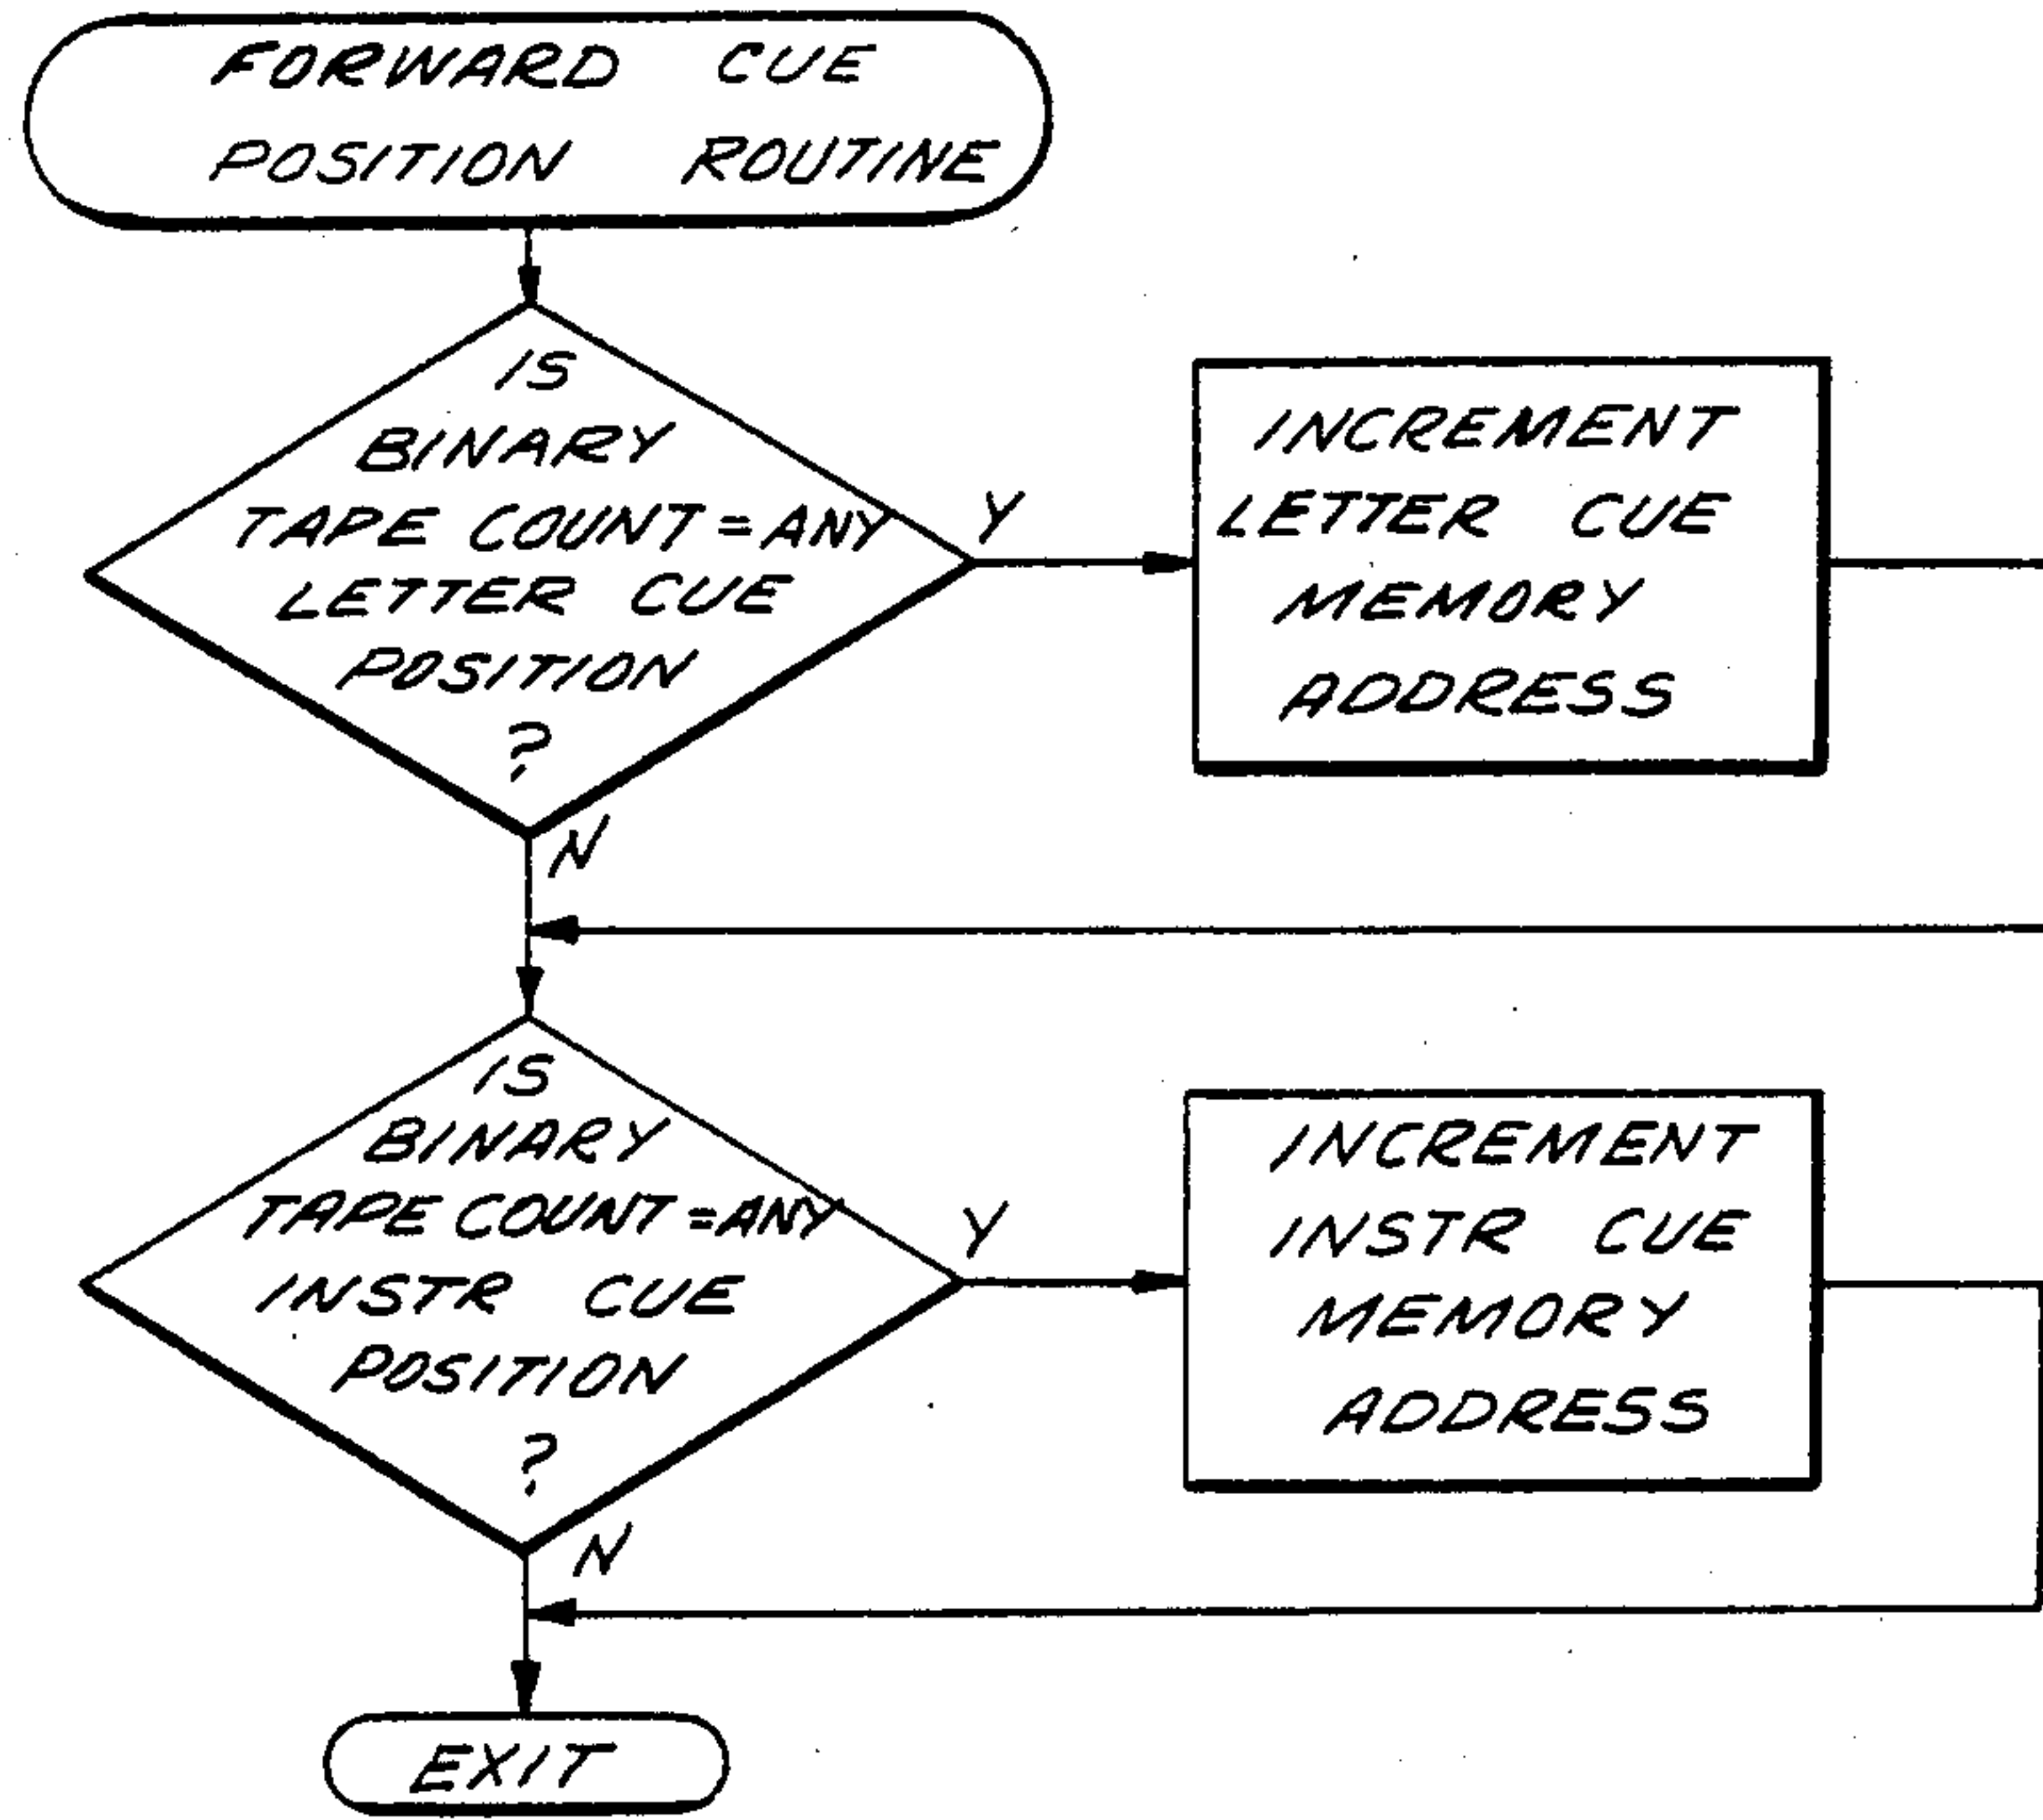 FORWARD CUE
POSITION ROUTINE
IS
BINARY
TAPE COUNT = ANY
LETTER CUE
POSITION
?
Y
INCREMENT
LETTER CUE
MEMORY
ADDRESS
N
IS
BINARY
TAPE COUNT = ANY
INSTR CUE
POSITION
?
Y
INCREMENT
INSTR CUE
MEMORY
ADDRESS
N
EXIT